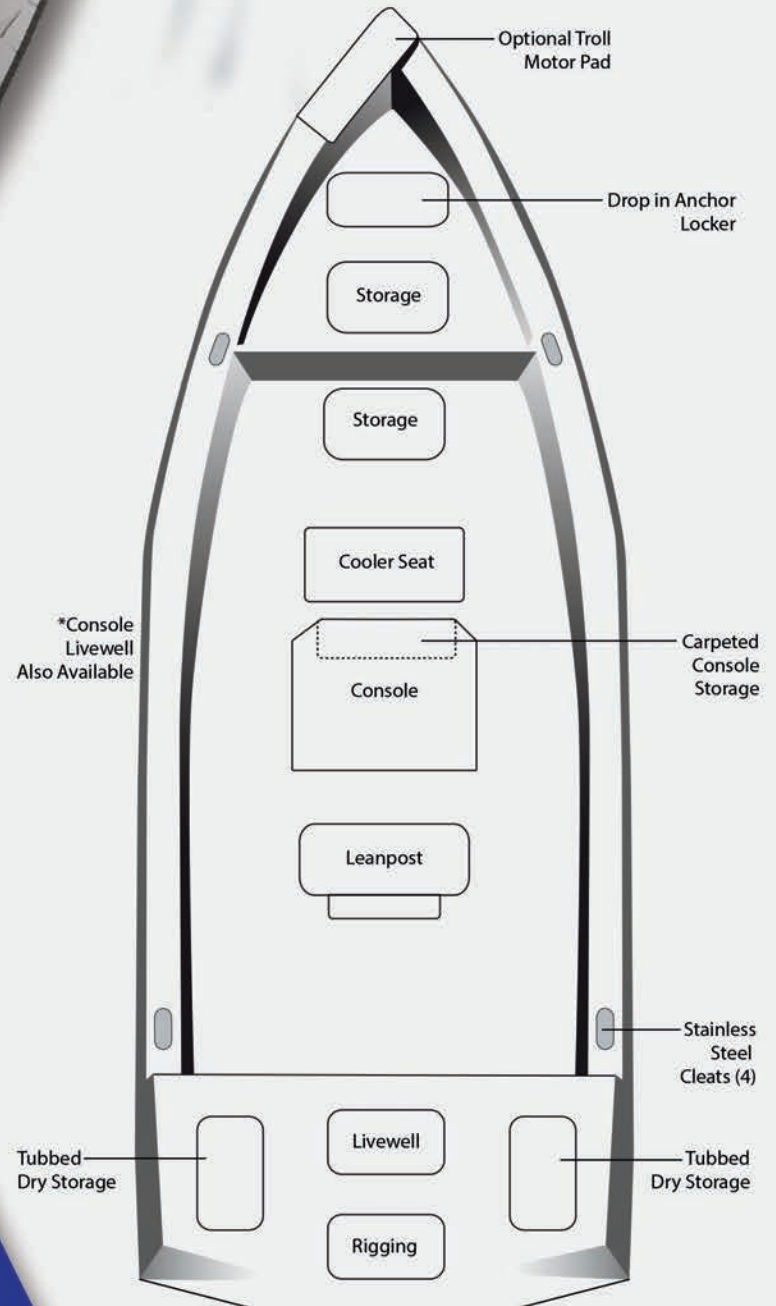 Optional Troll
Motor Pad
Drop in Anchor
Locker
Storage
Storage
Cooler Seat
*Console
Livewell
Also Available
Carpeted
Console
Storage
Console
Leanpost
Stainless
Steel
Cleats (4)
Livewell
Tubbed
Dry Storage
Tubbed
Dry Storage
Rigging